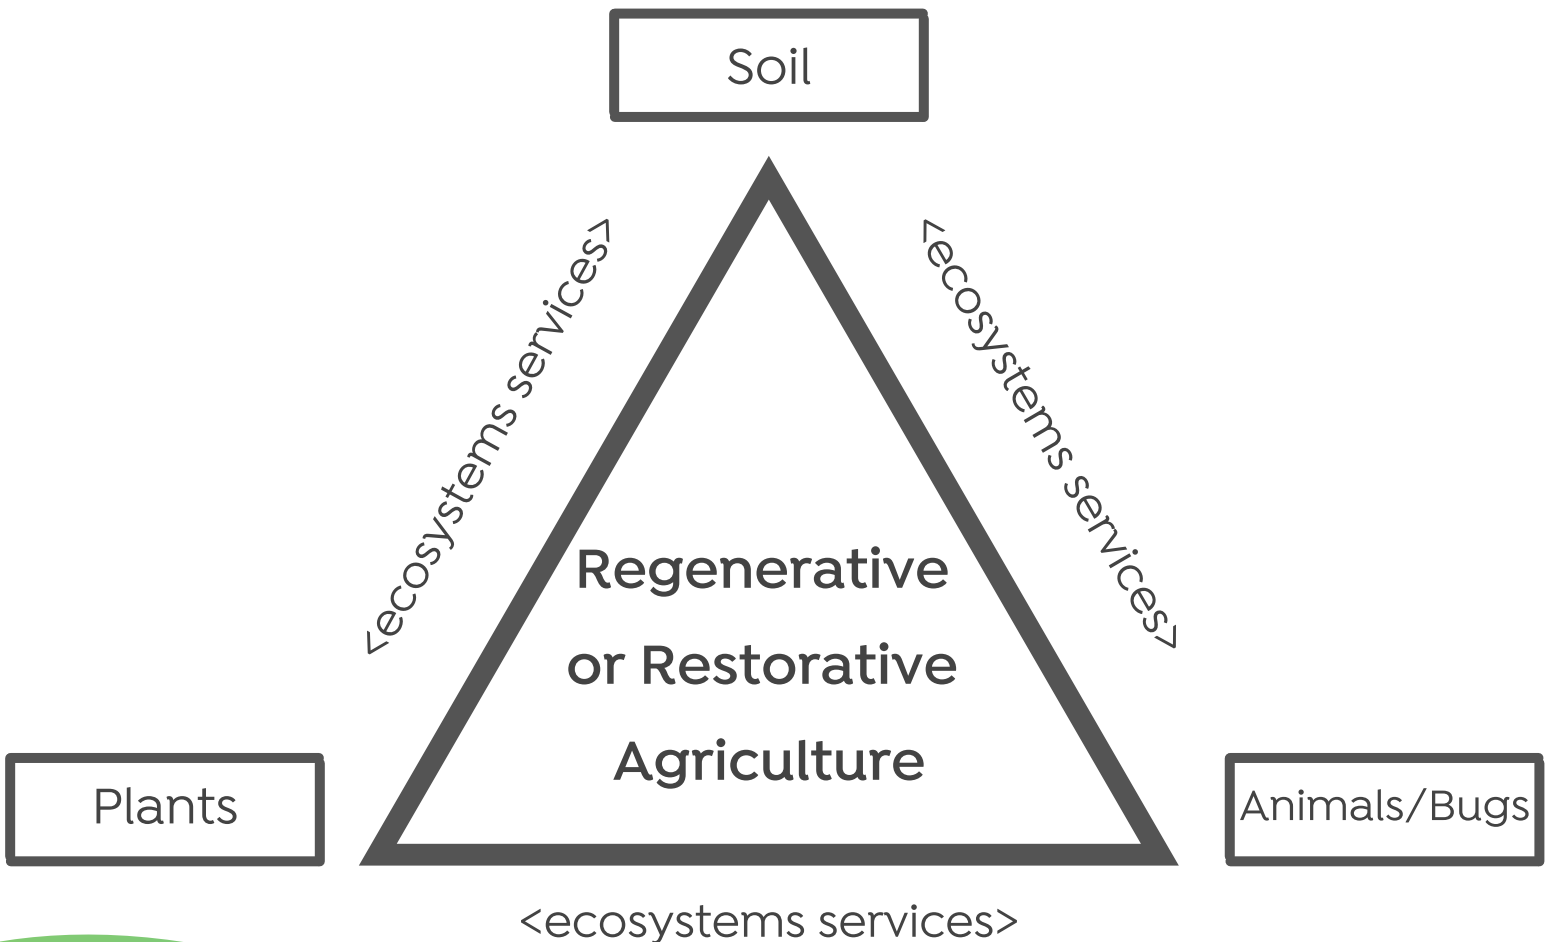 Soil
<ecosystems services>
<ecosystems services>
Regenerative
or Restorative
Agriculture
Plants
Animals/Bugs
<ecosystems services>